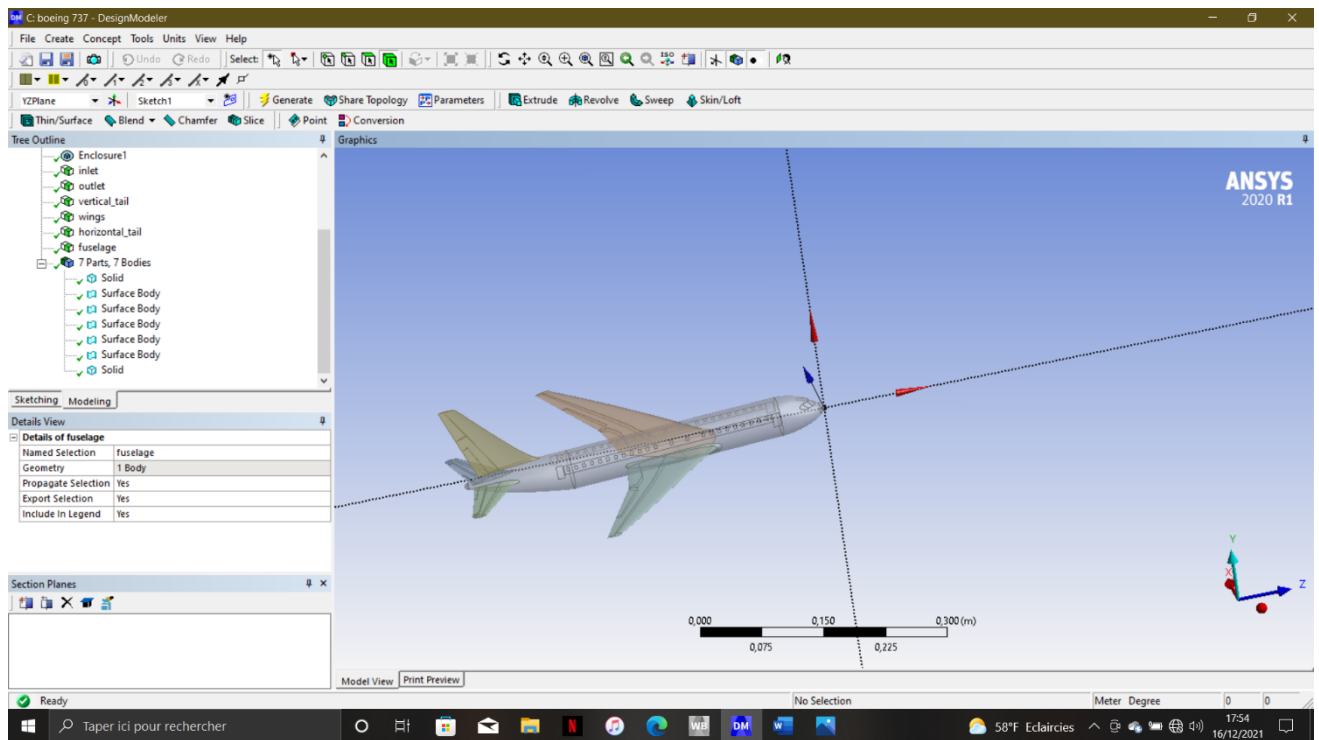 DM C: boeing 737 - DesignModeler
File Create Concept Tools Units View Help
Undo Redo Select: ISO
YZPlane Sketch1 Generate Share Topology Parameters Extrude Revolve Sweep Skin/Loft
Thin/Surface Blend Chamfer Slice Point Conversion
Tree Outline
Graphics
Enclosure1
inlet
outlet
vertical_tail
wings
horizontal_tail
fuselage
7 Parts, 7 Bodies
Solid
Surface Body
Surface Body
Surface Body
Surface Body
Surface Body
Solid
Sketching Modeling
Details View
Details of fuselage
Named Selection fuselage
Geometry 1 Body
Propagate Selection Yes
Export Selection Yes
Include In Legend Yes
Section Planes
ANSYS
2020 R1
Y
X
Z
0,000 0,150 0,300 (m)
0,075 0,225
Model View Print Preview
Ready No Selection Meter Degree 0 0
Taper ici pour rechercher N WB DM W 58°F Eclaircies 17:54
16/12/2021